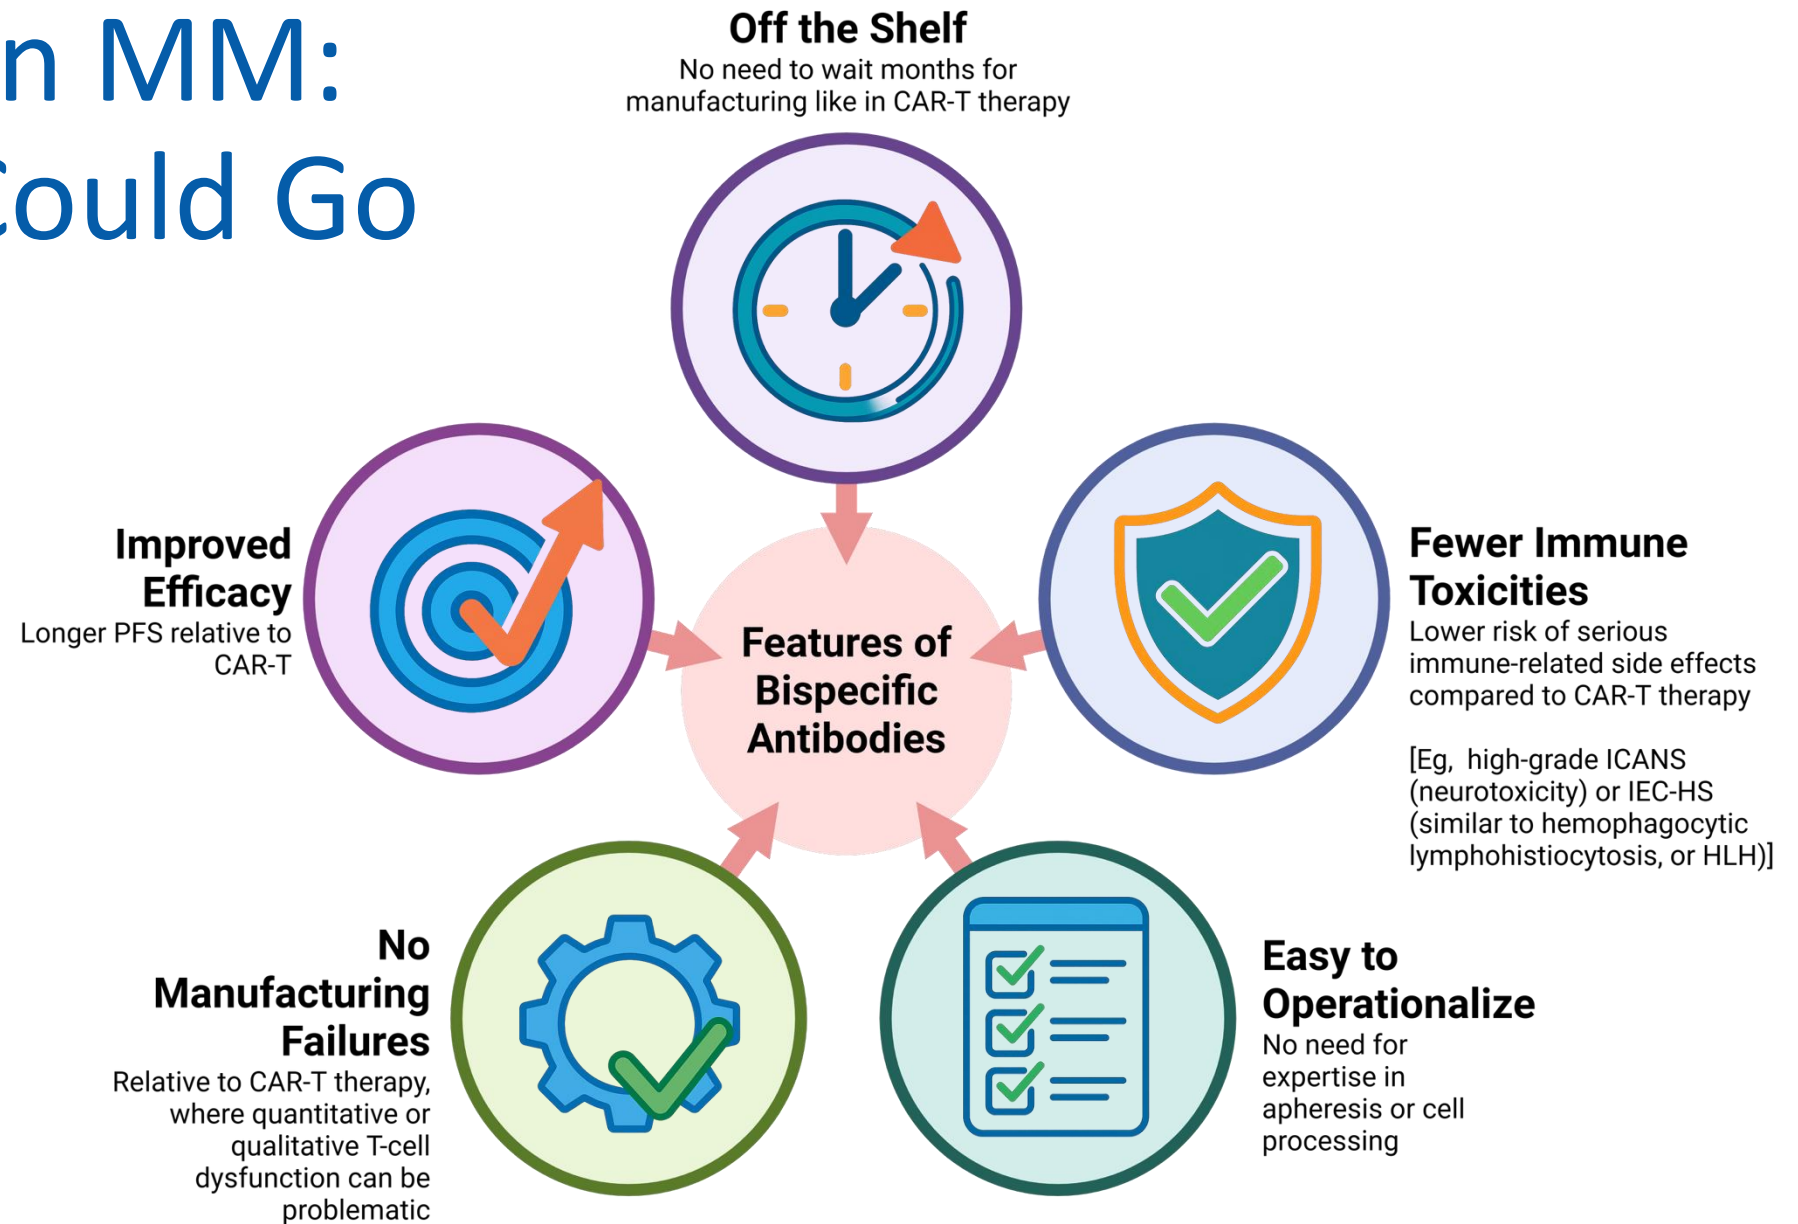 n MM:
Could Go
Off the Shelf
No need to wait months for
manufacturing like in CAR-T therapy
Improved
Efficacy
Longer PFS relative to
CAR-T
Features of
Bispecific
Antibodies
Fewer Immune
Toxicities
Lower risk of serious
immune-related side effects
compared to CAR-T therapy
[Eg, high-grade ICANS
(neurotoxicity) or IEC-HS
(similar to hemophagocytic
lymphohistiocytosis, or HLH)]
No
Manufacturing
Failures
Relative to CAR-T therapy,
where quantitative or
qualitative T-cell
dysfunction can be
problematic
Easy to
Operationalize
No need for
expertise in
apheresis or cell
processing